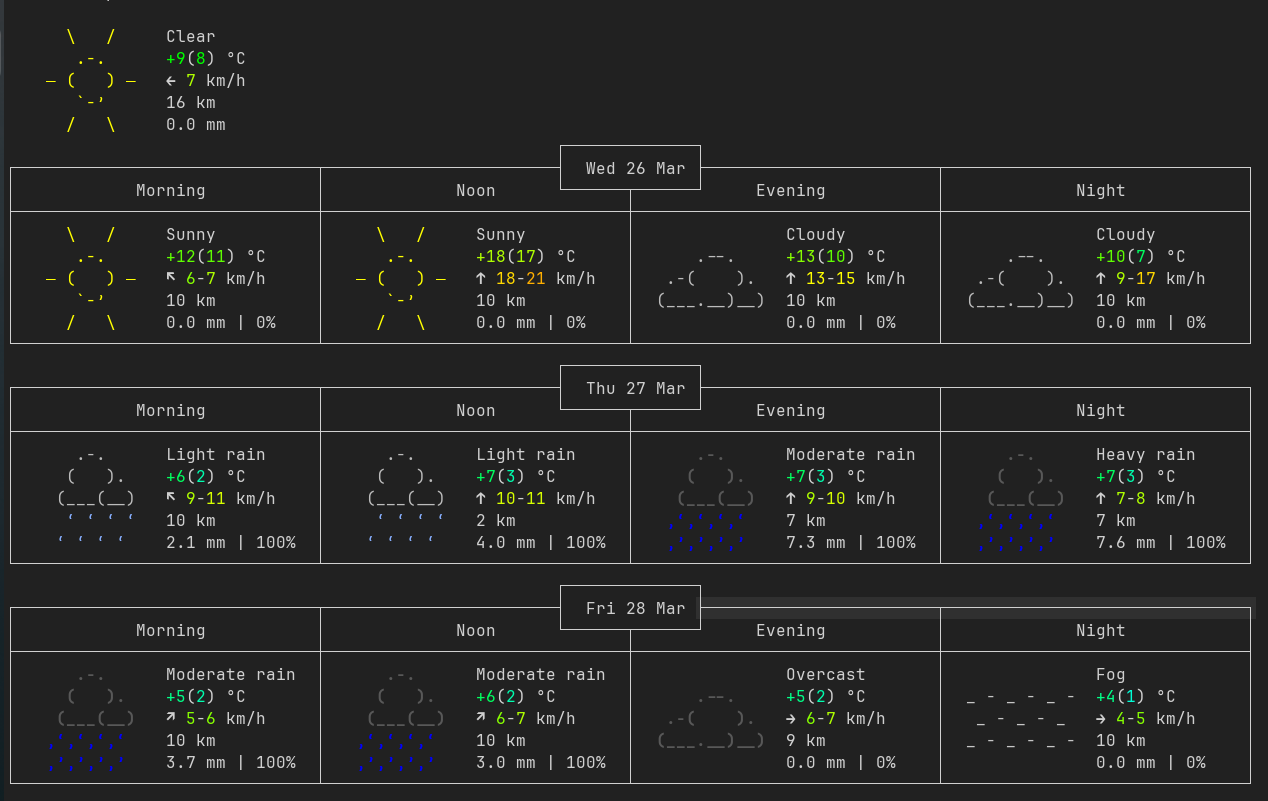 Clear
+9(8) °C
← 7 km/h
16 km
0.0 mm
Wed 26 Mar
Morning Noon Evening Night
Sunny Sunny Cloudy Cloudy
+12(11) °C +18(17) °C +13(10) °C +10(7) °C
↖ 6-7 km/h ↑ 18-21 km/h ↑ 13-15 km/h ↑ 9-17 km/h
10 km 10 km 10 km 10 km
0.0 mm | 0% 0.0 mm | 0% 0.0 mm | 0% 0.0 mm | 0%
Thu 27 Mar
Morning Noon Evening Night
Light rain Light rain Moderate rain Heavy rain
+6(2) °C +7(3) °C +7(3) °C +7(3) °C
↖ 9-11 km/h ↑ 10-11 km/h ↑ 9-10 km/h ↑ 7-8 km/h
10 km 2 km 7 km 7 km
2.1 mm | 100% 4.0 mm | 100% 7.3 mm | 100% 7.6 mm | 100%
Fri 28 Mar
Morning Noon Evening Night
Moderate rain Moderate rain Overcast Fog
+5(2) °C +6(2) °C +5(2) °C +4(1) °C
↗ 5-6 km/h ↗ 6-7 km/h → 6-7 km/h → 4-5 km/h
10 km 10 km 9 km 10 km
3.7 mm | 100% 3.0 mm | 100% 0.0 mm | 0% 0.0 mm | 0%